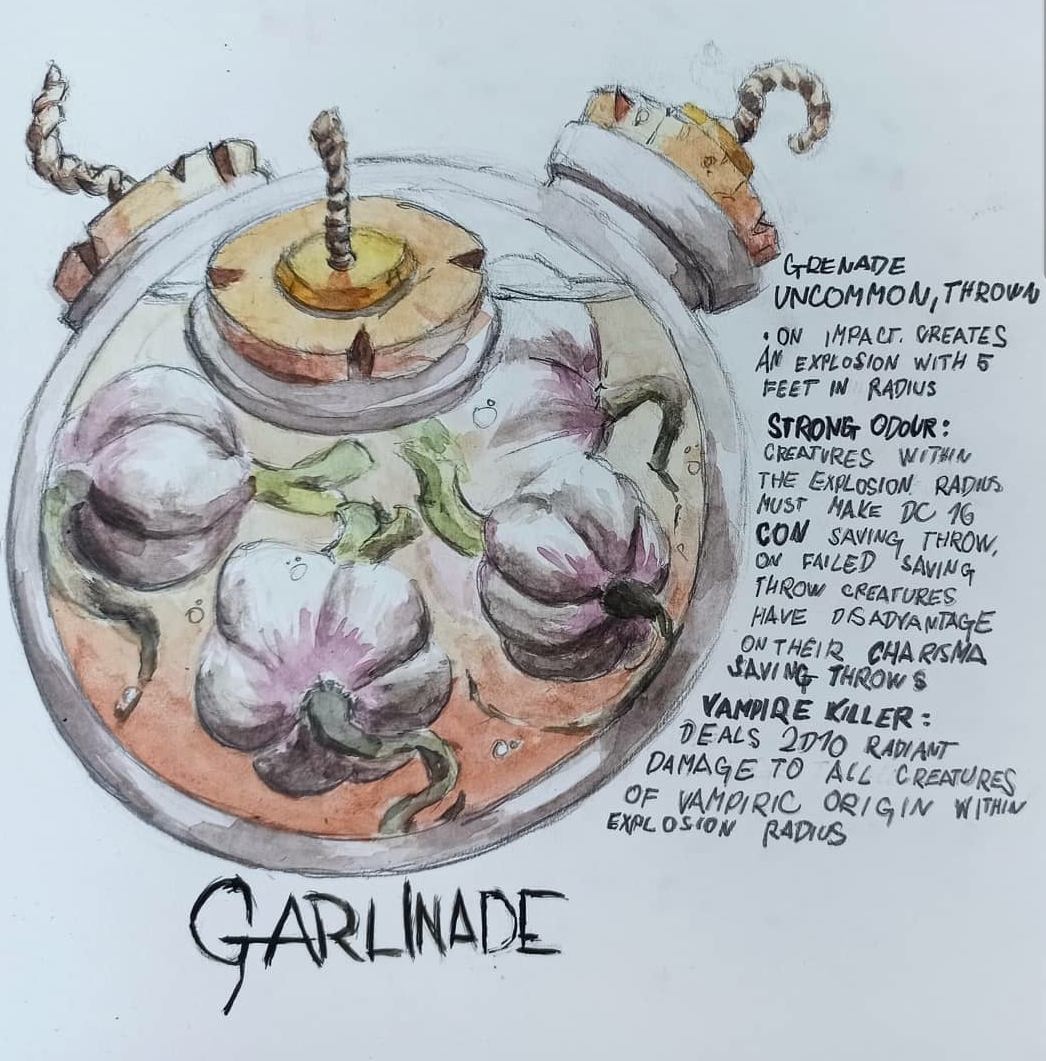 GRENADE
UNCOMMON, THROWN
• ON IMPACT. CREATES
AN EXPLOSION WITH 5
FEET IN RADIUS
STRONG ODOUR:
CREATURES WITHIN
THE EXPLOSION RADIUS
MUST MAKE DC 16
CON SAVING THROW,
ON FAILED SAVING
THROW CREATURES
HAVE DISADVANTAGE
ON THEIR CHARISMA
SAVING THROWS
VAMPIRE KILLER:
DEALS 2D10 RADIANT
DAMAGE TO ALL CREATURES
OF VAMPIRIC ORIGIN WITHIN
EXPLOSION RADIUS
GARLINADE